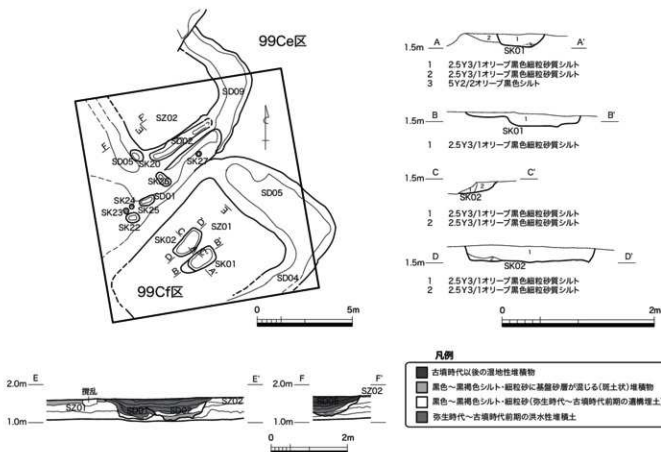 99Ce区
SD09
SZ02
SD02
E'
F'
F
SD05
SK20
SK27
SK26
SD01
SK24
SK23
SK25
SK22
SD05
SZ01
SK02
SK01
D'
C'
B'
E
D
C
B
A'
SD04
99Cf区
0
5m
1.5m
A
A'
2
1
SK01
1 2.5Y3/1オリーブ黒色細粒砂質シルト
2 2.5Y3/1オリーブ黒色細粒砂質シルト
3 5Y2/2オリーブ黒色シルト
1.5m
B
B'
1
SK01
1 2.5Y3/1オリーブ黒色細粒砂質シルト
1.5m
C
C'
1
2
SK02
1 2.5Y3/1オリーブ黒色細粒砂質シルト
2 2.5Y3/1オリーブ黒色細粒砂質シルト
1.5m
D
D'
1
SK02
1 2.5Y3/1オリーブ黒色細粒砂質シルト
2 2.5Y3/1オリーブ黒色細粒砂質シルト
0
2m
E
E'
2.0m
1.0m
撹乱
SZ01
SD01
SD02
SZ02
F
F'
2.0m
1.0m
SD05
SZ02
0
2m
凡例
古墳時代以後の湿地性堆積物
黒色~黒褐色シルト・細粒砂に基盤砂層が混じる(斑土状)堆積物
黒色~黒褐色シルト・細粒砂(弥生時代~古墳時代前期の遺構埋土)
弥生時代~古墳時代前期の洪水性堆積土